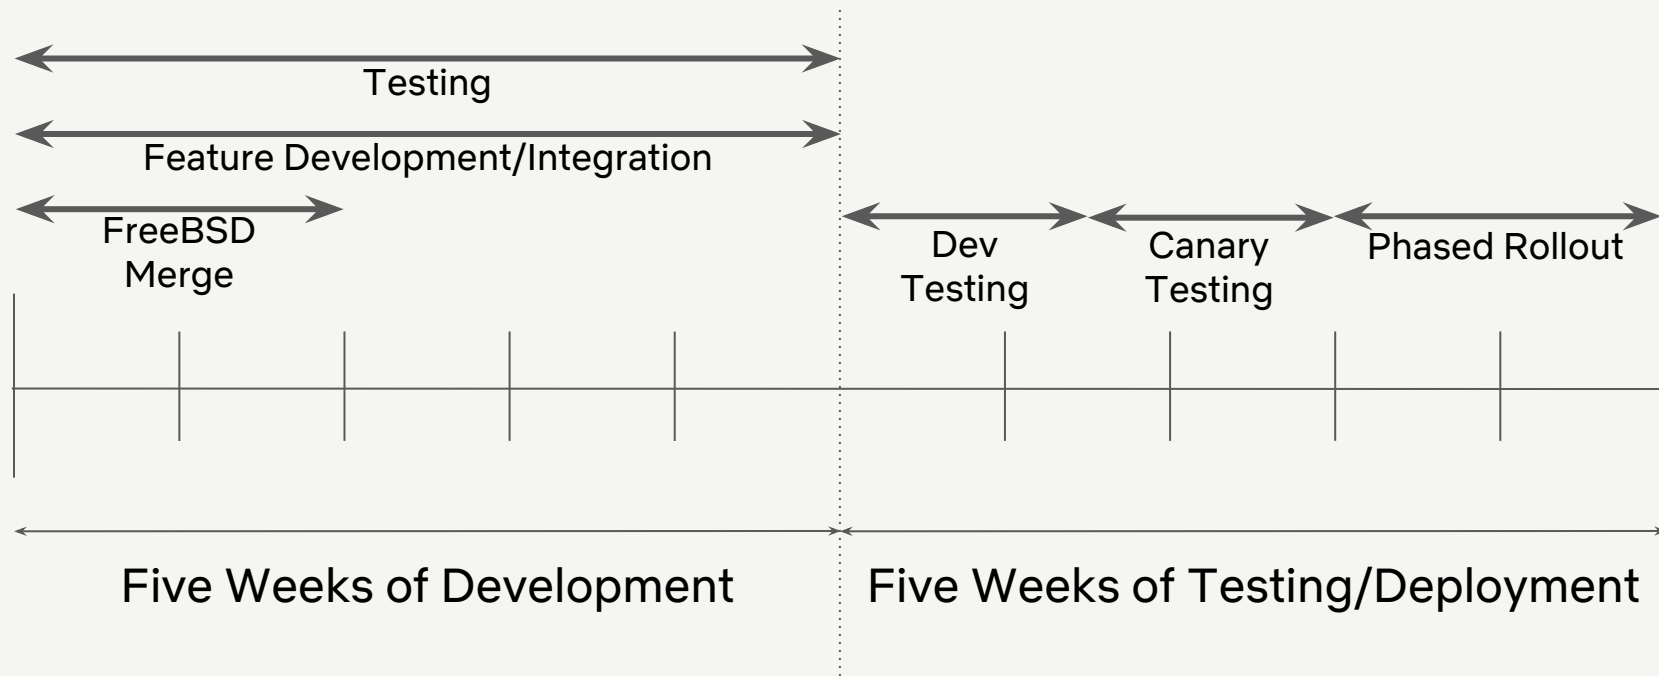 Testing
Feature Development/Integration
FreeBSD
Merge
Dev
Testing
Canary
Testing
Phased Rollout
Five Weeks of Development
Five Weeks of Testing/Deployment